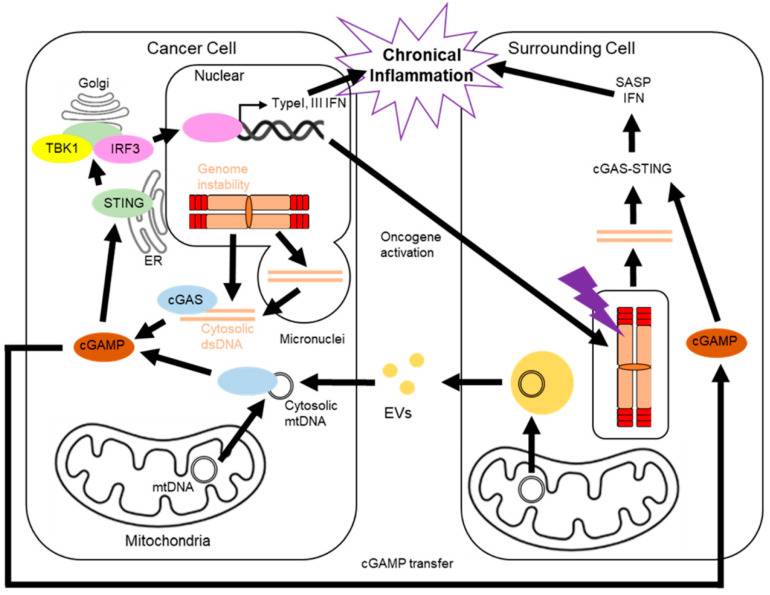 Cancer Cell
Surrounding Cell
Chronical
Inflammation
Golgi
Nuclear
TypeI, III IFN
SASP
IFN
TBK1
IRF3
cGAS-STING
Genome
instability
STING
ER
Oncogene
activation
cGAS
Cytosolic
dsDNA
Micronuclei
cGAMP
cGAMP
Cytosolic
mtDNA
EVs
mtDNA
Mitochondria
cGAMP transfer